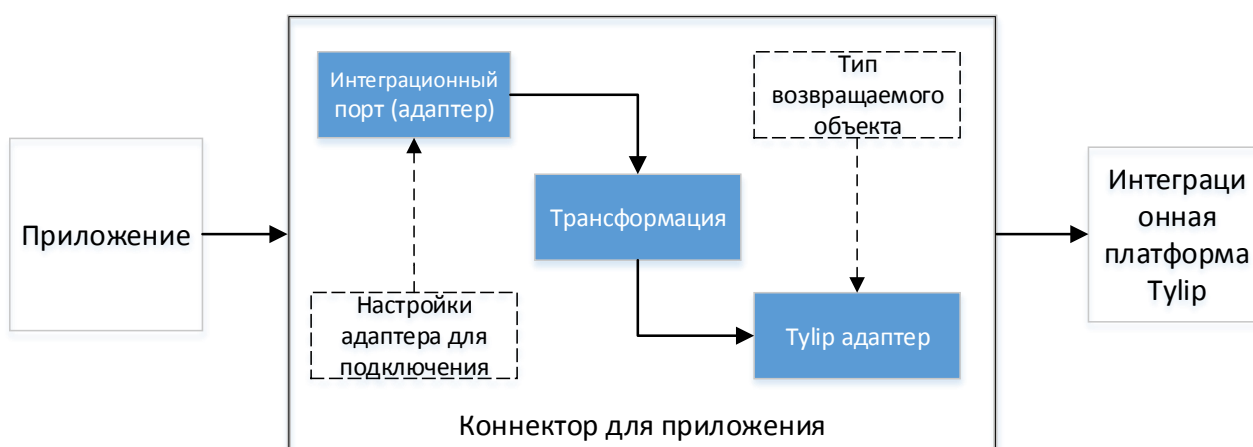 Приложение
Интеграционный
порт (адаптер)
Настройки
адаптера для
подключения
Трансформация
Тип
возвращаемого
объекта
Tylip адаптер
Коннектор для приложения
Интеграци
онная
платформа
Tylip